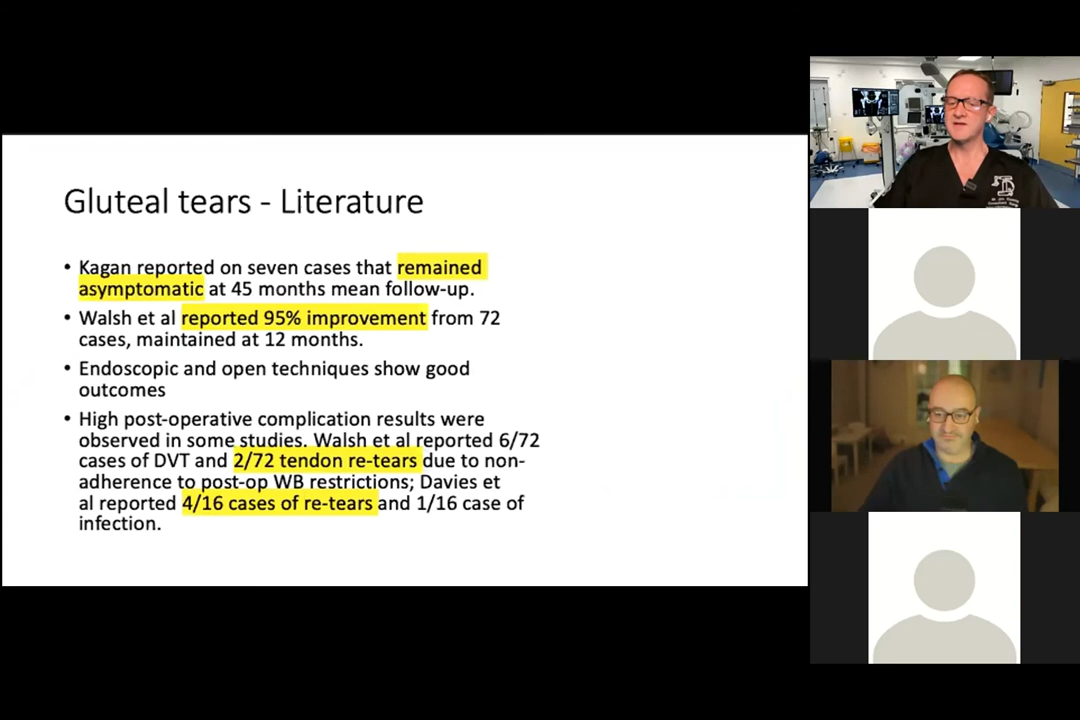 Gluteal tears - Literature
• Kagan reported on seven cases that remained
asymptomatic at 45 months mean follow-up.
• Walsh et al reported 95% improvement from 72
cases, maintained at 12 months.
• Endoscopic and open techniques show good
outcomes
• High post-operative complication results were
observed in some studies. Walsh et al reported 6/72
cases of DVT and 2/72 tendon re-tears due to non-
adherence to post-op WB restrictions; Davies et
al reported 4/16 cases of re-tears and 1/16 case of
infection.